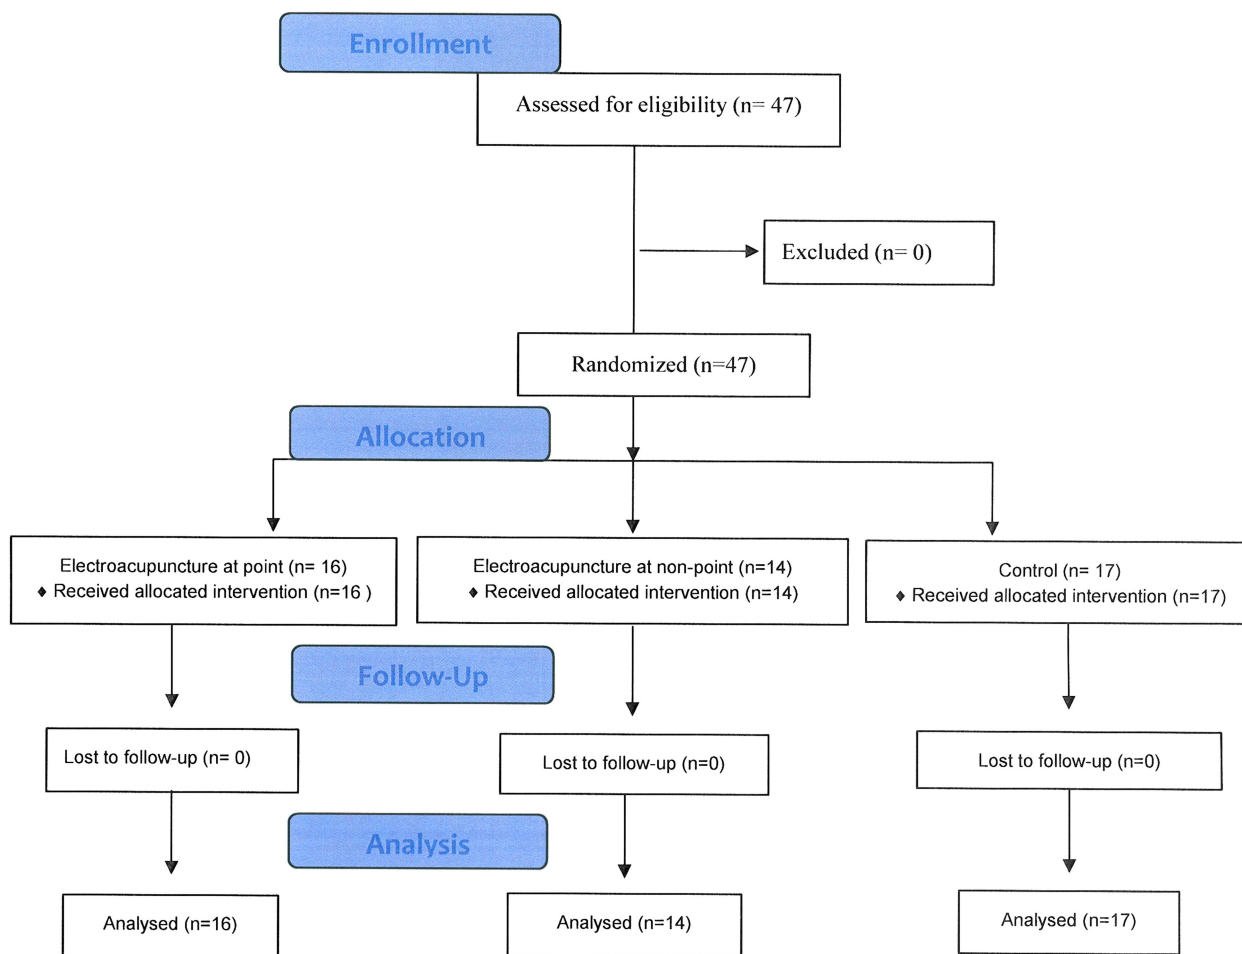 Enrollment
Assessed for eligibility (n= 47)
Excluded (n= 0)
Randomized (n=47)
Allocation
Electroacupuncture at point (n= 16)
♦ Received allocated intervention (n=16 )
Electroacupuncture at non-point (n=14)
♦ Received allocated intervention (n=14)
Control (n= 17)
♦ Received allocated intervention (n=17)
Follow-Up
Lost to follow-up (n= 0)
Lost to follow-up (n=0)
Lost to follow-up (n=0)
Analysis
Analysed (n=16)
Analysed (n=14)
Analysed (n=17)